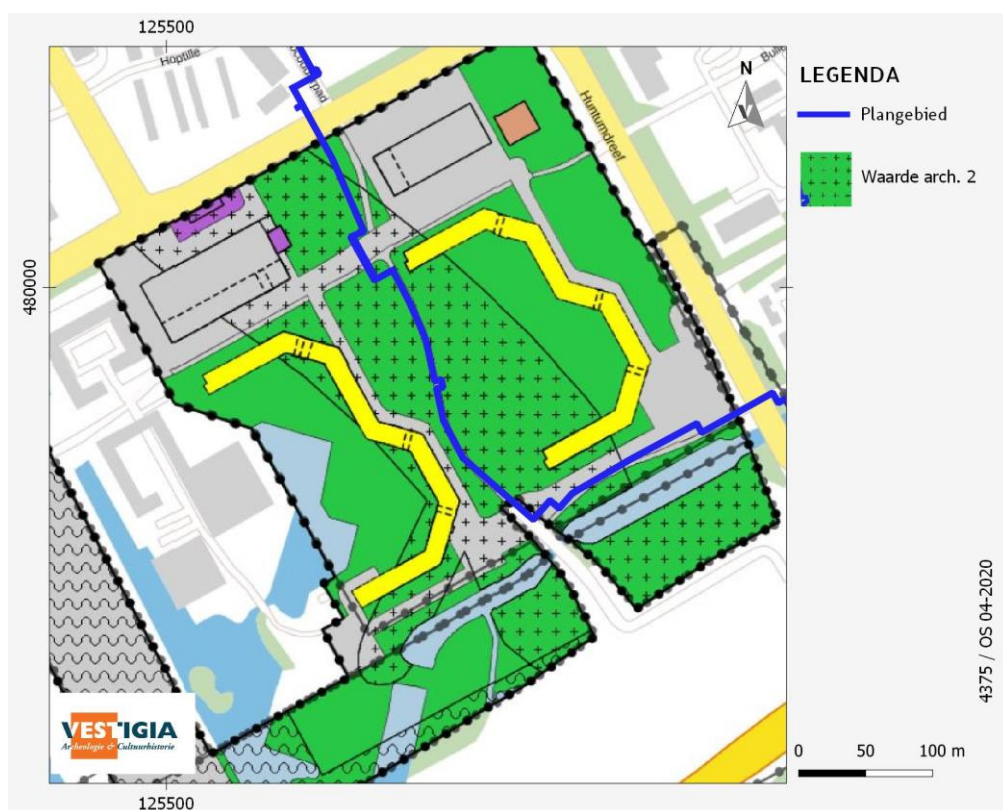 125500
Hoptille
Huntumdreef
N
480000
LEGENDA
Plangebied
Waarde arch. 2
VESTIGIA
Archeologie & Cultuurhistorie
4375 / OS 04-2020
0 50 100 m
125500